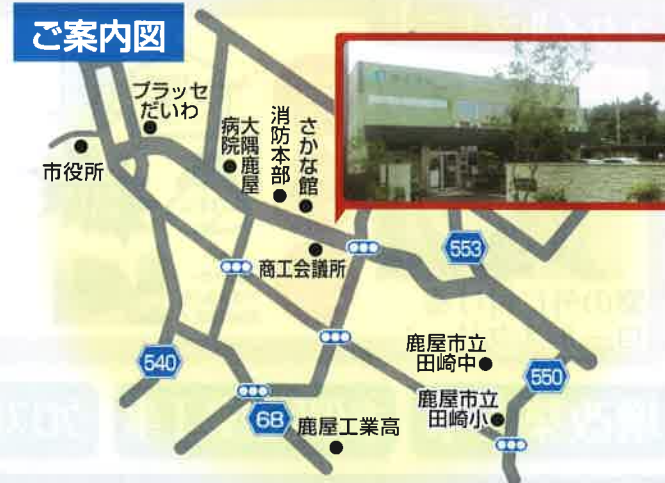 ご案内図
プラッセ
だいわ
市役所
大隅鹿屋
病院
消防本部
さかな館
商工会議所
553
540
68
550
鹿屋市立
田崎中
鹿屋市立
田崎小
鹿屋工業高